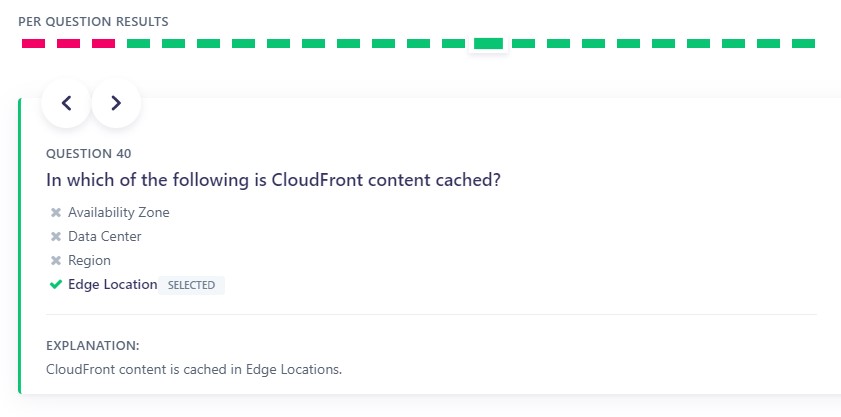 PER QUESTION RESULTS
QUESTION 40
In which of the following is CloudFront content cached?
Availability Zone
Data Center
Region
Edge Location SELECTED
EXPLANATION:
CloudFront content is cached in Edge Locations.